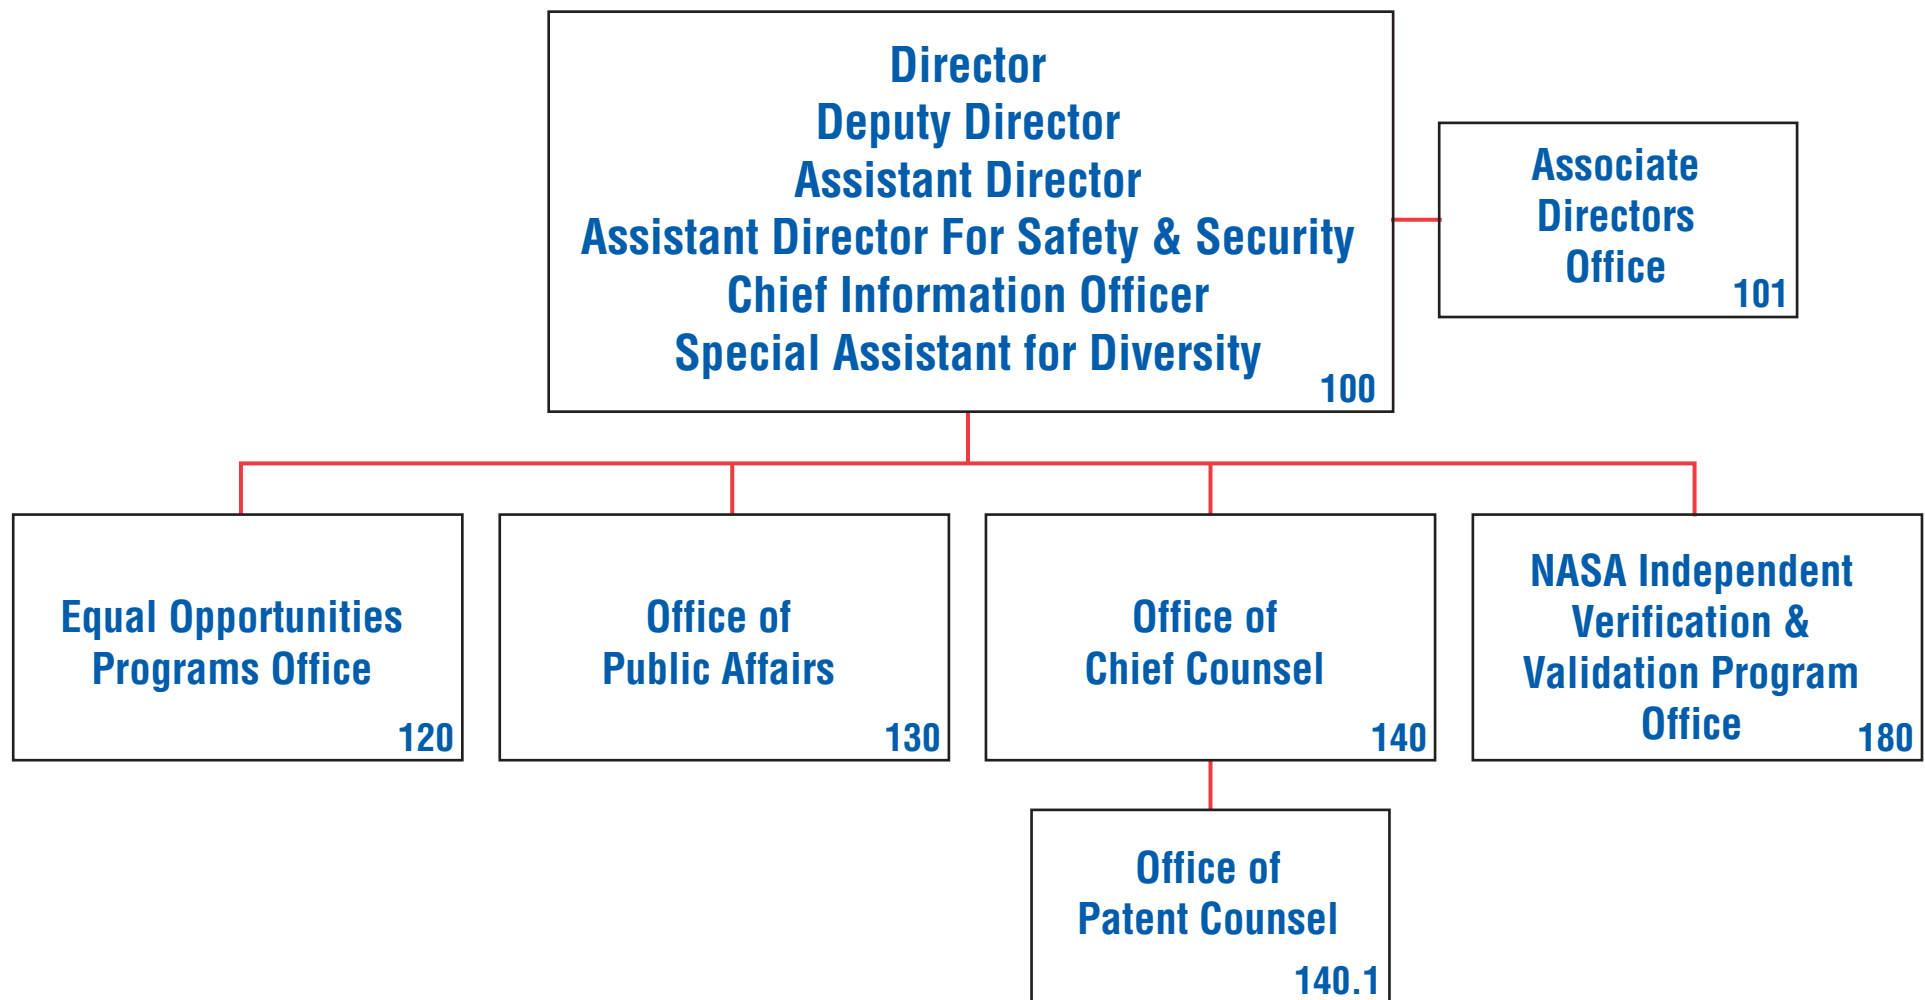 Director
Deputy Director
Assistant Director
Assistant Director For Safety & Security
Chief Information Officer
Special Assistant for Diversity
100
Associate
Directors
Office
101
Equal Opportunities
Programs Office
120
Office of
Public Affairs
130
Office of
Chief Counsel
140
NASA Independent
Verification &
Validation Program
Office
180
Office of
Patent Counsel
140.1